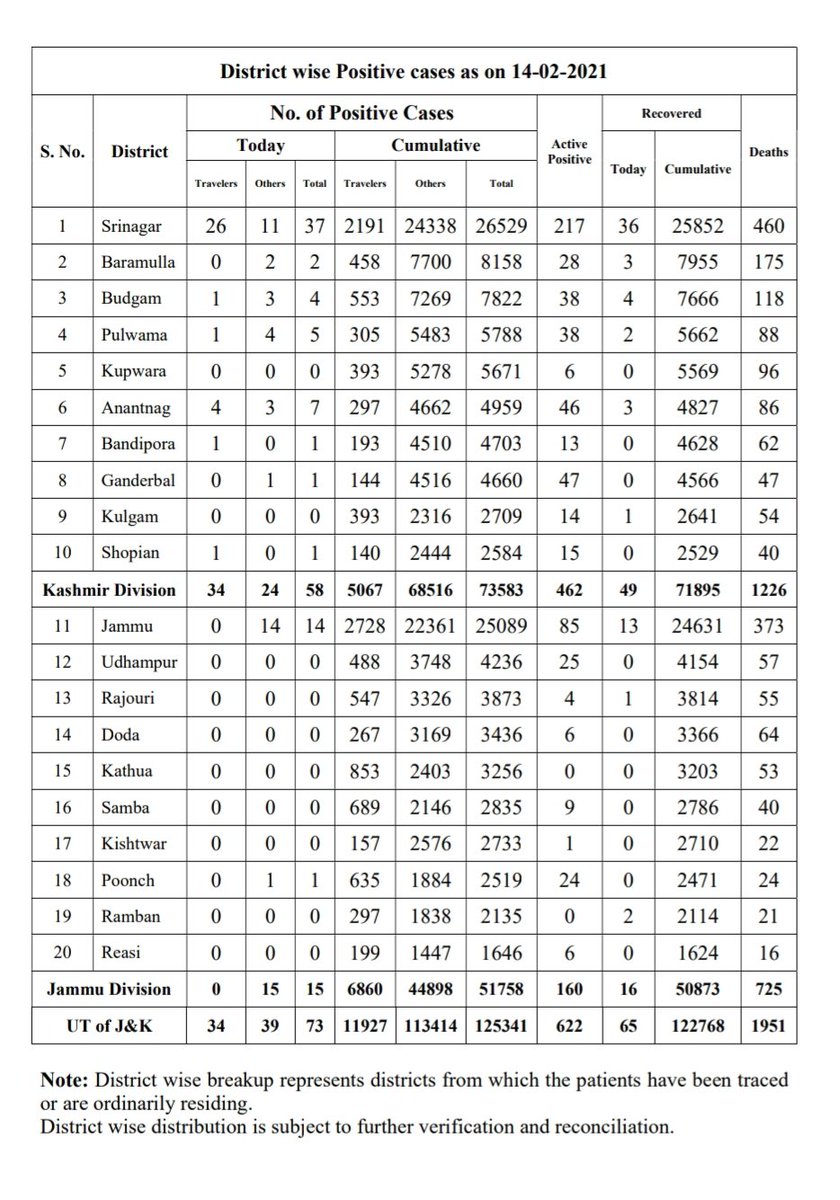 District wise Positive cases as on 14-02-2021
S. No. District No. of Positive Cases Active Positive Recovered Deaths
Today Cumulative Today Cumulative
Travelers Others Total Travelers Others Total
1 Srinagar 26 11 37 2191 24338 26529 217 36 25852 460
2 Baramulla 0 2 2 458 7700 8158 28 3 7955 175
3 Budgam 1 3 4 553 7269 7822 38 4 7666 118
4 Pulwama 1 4 5 305 5483 5788 38 2 5662 88
5 Kupwara 0 0 0 393 5278 5671 6 0 5569 96
6 Anantnag 4 3 7 297 4662 4959 46 3 4827 86
7 Bandipora 1 0 1 193 4510 4703 13 0 4628 62
8 Ganderbal 0 1 1 144 4516 4660 47 0 4566 47
9 Kulgam 0 0 0 393 2316 2709 14 1 2641 54
10 Shopian 1 0 1 140 2444 2584 15 0 2529 40
Kashmir Division 34 24 58 5067 68516 73583 462 49 71895 1226
11 Jammu 0 14 14 2728 22361 25089 85 13 24631 373
12 Udhampur 0 0 0 488 3748 4236 25 0 4154 57
13 Rajouri 0 0 0 547 3326 3873 4 1 3814 55
14 Doda 0 0 0 267 3169 3436 6 0 3366 64
15 Kathua 0 0 0 853 2403 3256 0 0 3203 53
16 Samba 0 0 0 689 2146 2835 9 0 2786 40
17 Kishtwar 0 0 0 157 2576 2733 1 0 2710 22
18 Poonch 0 1 1 635 1884 2519 24 0 2471 24
19 Ramban 0 0 0 297 1838 2135 0 2 2114 21
20 Reasi 0 0 0 199 1447 1646 6 0 1624 16
Jammu Division 0 15 15 6860 44898 51758 160 16 50873 725
UT of J&K 34 39 73 11927 113414 125341 622 65 122768 1951
Note: District wise breakup represents districts from which the patients have been traced
or are ordinarily residing.
District wise distribution is subject to further verification and reconciliation.